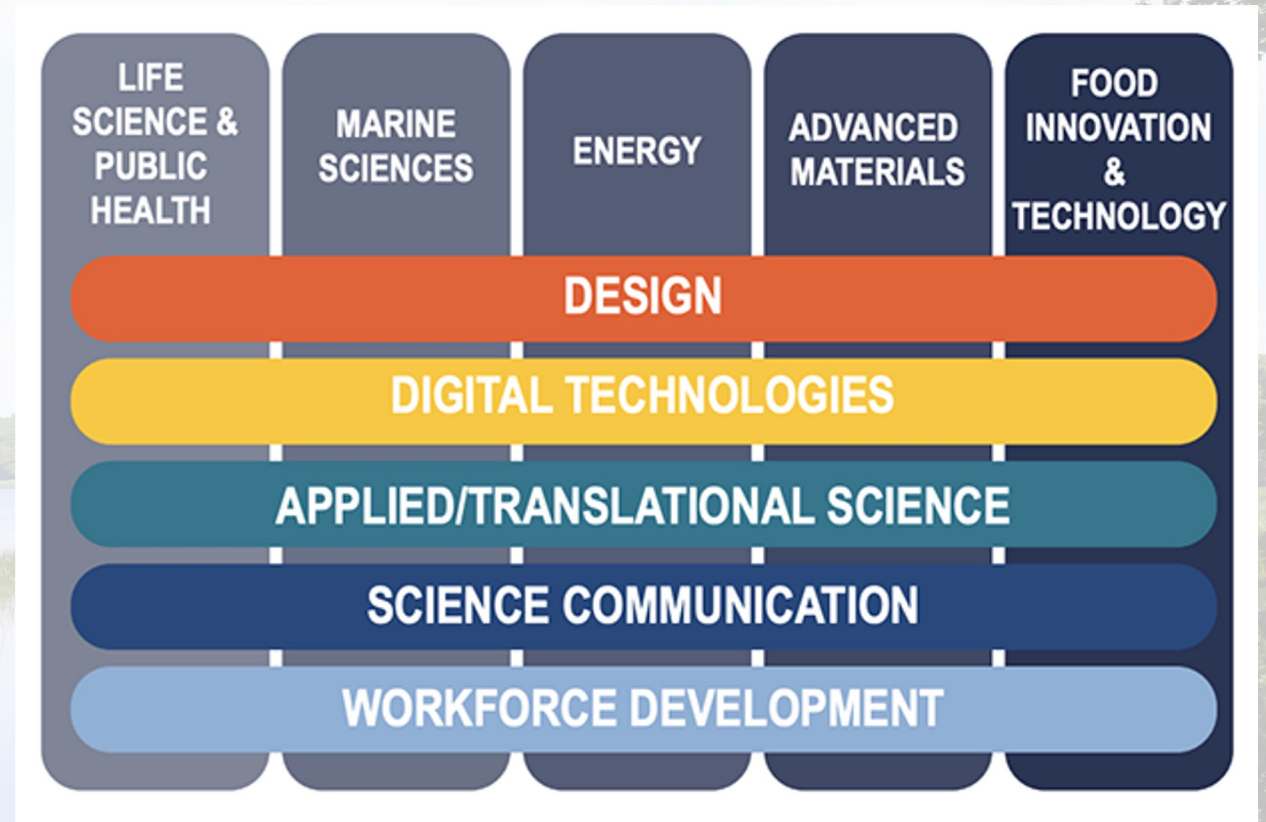 LIFE
SCIENCE &
PUBLIC
HEALTH
MARINE
SCIENCES
ENERGY
ADVANCED
MATERIALS
FOOD
INNOVATION
&
TECHNOLOGY
DESIGN
DIGITAL TECHNOLOGIES
APPLIED/TRANSLATIONAL SCIENCE
SCIENCE COMMUNICATION
WORKFORCE DEVELOPMENT